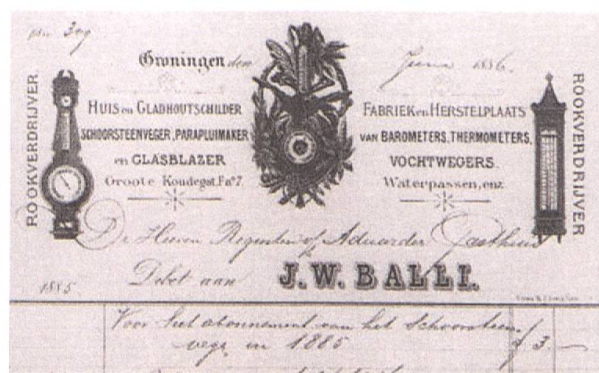 Groningen den Juni 1886.
ROOKVERDRIJVER.
HUIS en GLADHOUTSCHILDER
SCHOORSTEENVEGER, PARAPLUIMAKER
en GLASBLAZER
Groote Koudegat. Fa 7.
FABRIEK en HERSTELPLAATS
VAN BAROMETERS, THERMOMETERS,
VOCHTWEGERS.
Waterpassen, enz.
ROOKVERDRIJVER
De Heeren Regenten of Aduarder Gasthuis
Debet aan J. W. BALLI.
1885
Voor het abonnement van het schoorsteen f 3. —
vege in 1885